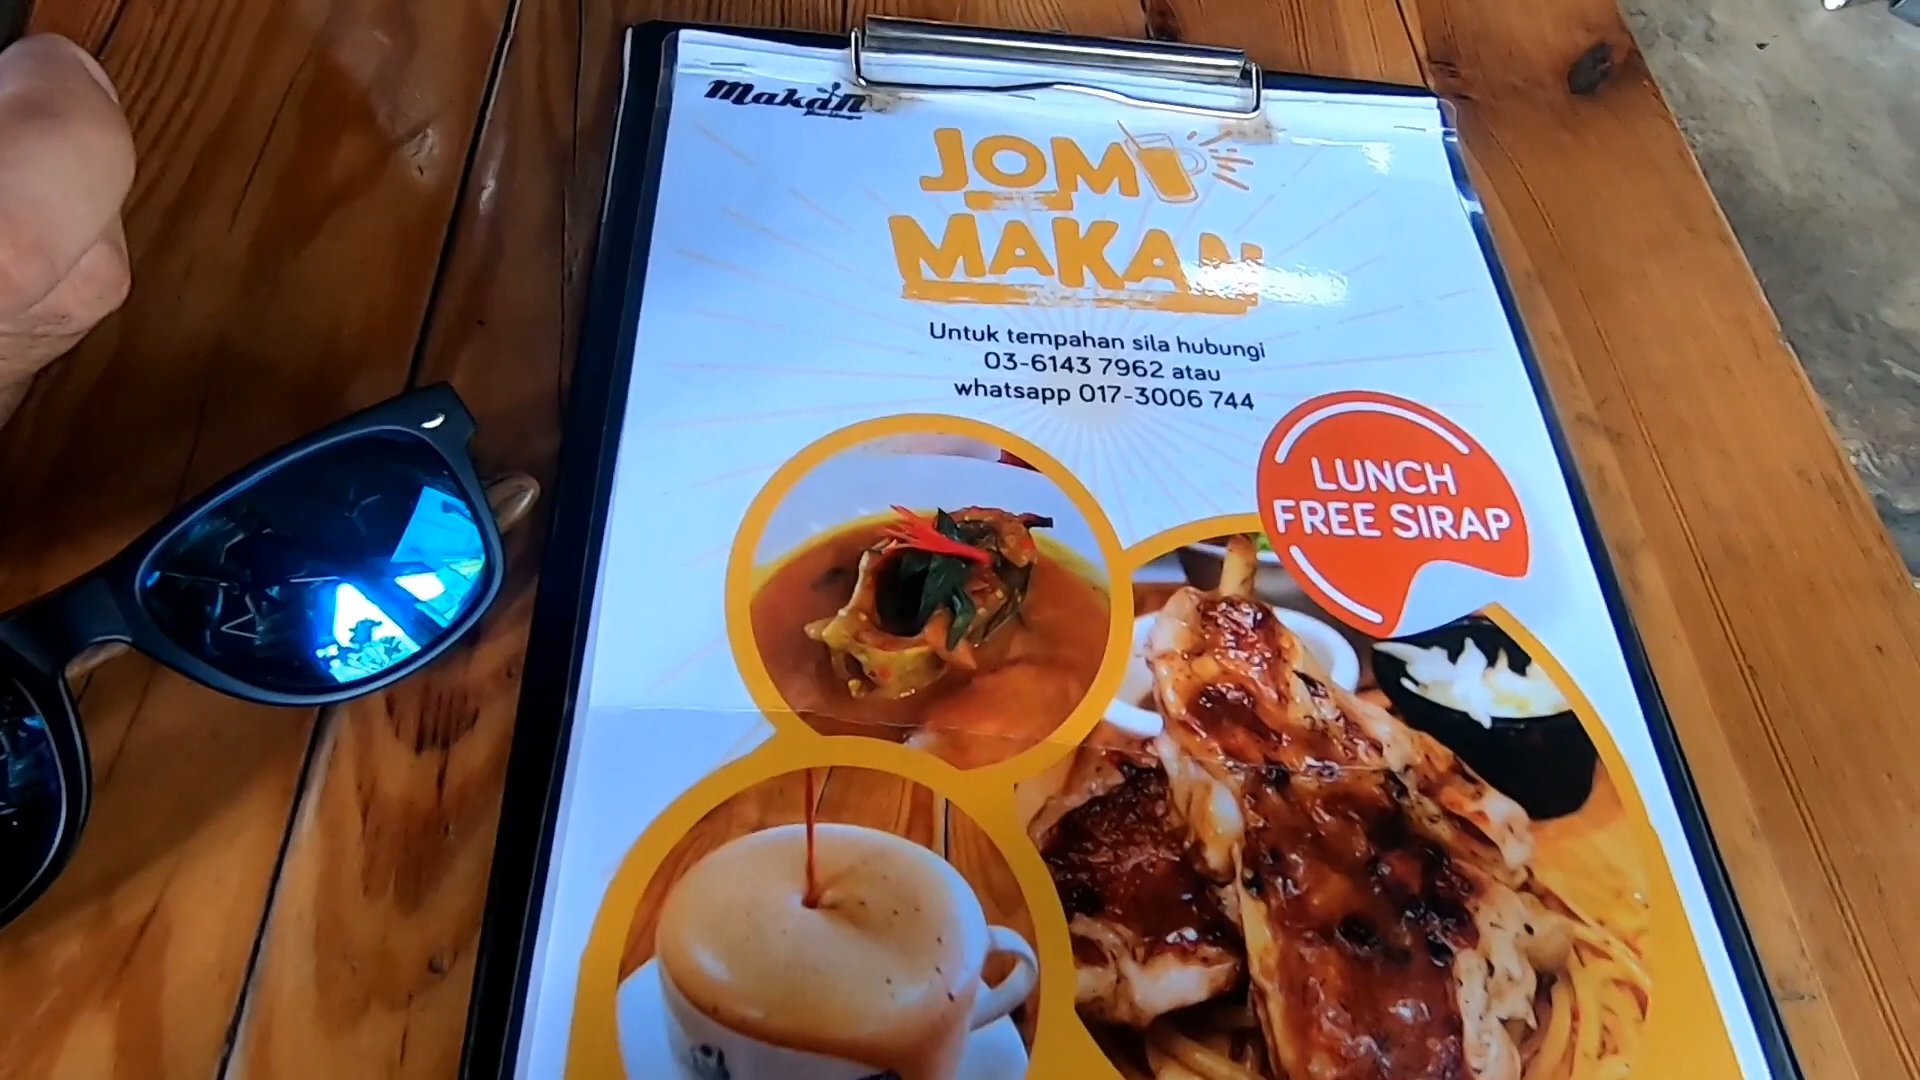 Makan
JOM
MAKAN
Untuk tempahan sila hubungi
03-6143 7962 atau
whatsapp 017-3006 744
LUNCH
FREE SIRAP